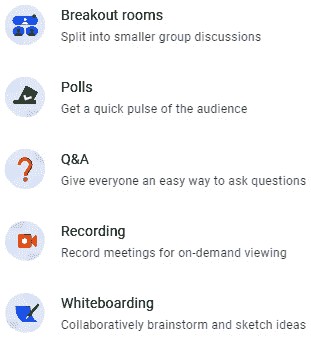 Breakout rooms
Split into smaller group discussions
Polls
Get a quick pulse of the audience
Q&A
Give everyone an easy way to ask questions
Recording
Record meetings for on-demand viewing
Whiteboarding
Collaboratively brainstorm and sketch ideas